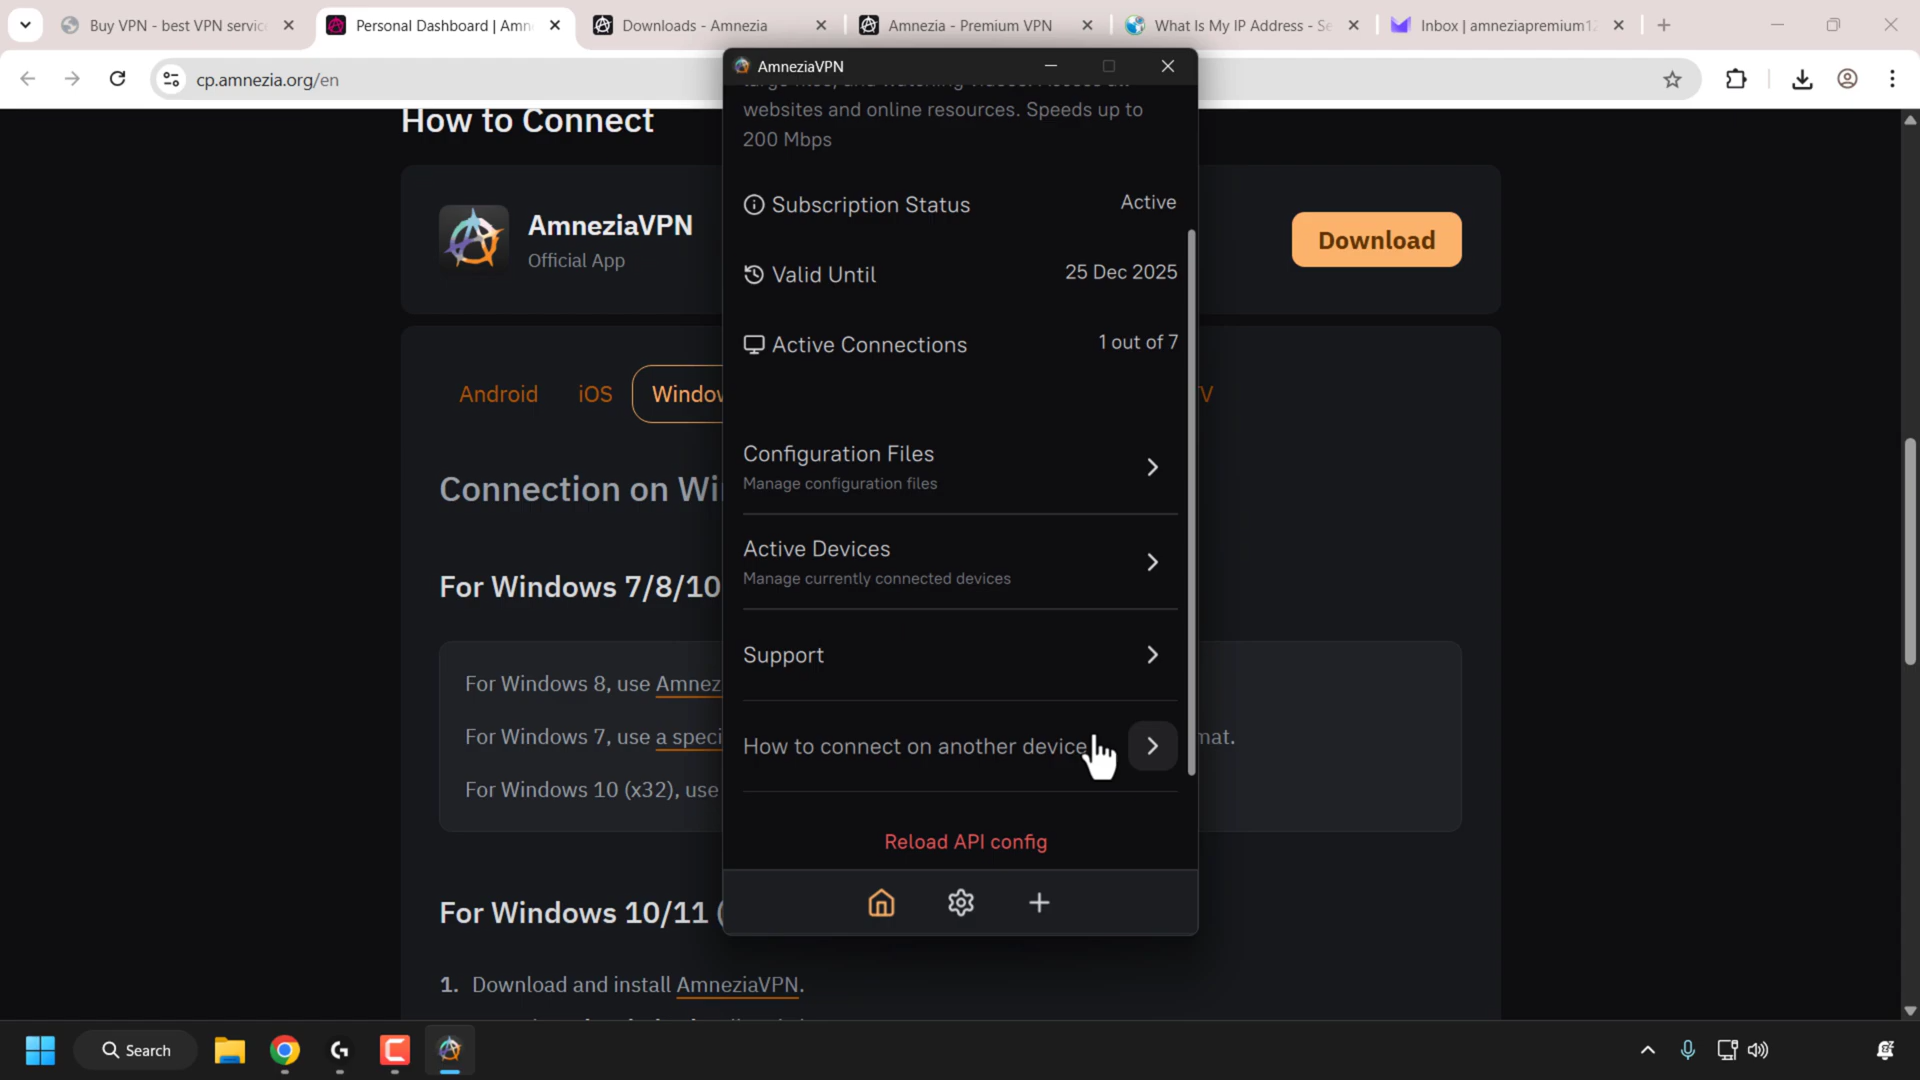 Buy VPN - best VPN servic
Personal Dashboard | Amn
Downloads - Amnezia
Amnezia - Premium VPN
What Is My IP Address - Se
Inbox | amneziapremium1
cp.amnezia.org/en
AmneziaVPN
websites and online resources. Speeds up to
200 Mbps
Subscription Status
Active
Valid Until
25 Dec 2025
Active Connections
1 out of 7
Configuration Files
Manage configuration files
Active Devices
Manage currently connected devices
Support
How to connect on another device
Reload API config
How to Connect
AmneziaVPN
Official App
Download
Android
iOS
Window
V
Connection on Wi
For Windows 7/8/10
For Windows 8, use Amnez
For Windows 7, use a speci
mat.
For Windows 10 (x32), use
For Windows 10/11 (
1. Download and install AmneziaVPN.
Search